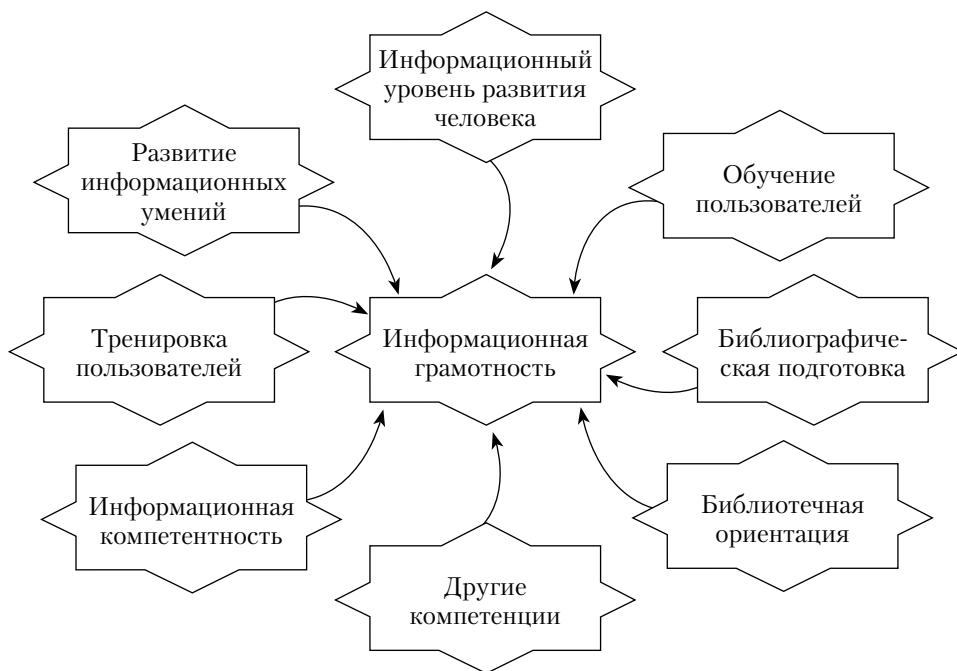 Информационный
уровень развития
человека
Развитие
информационных
умений
Обучение
пользователей
Тренировка
пользователей
Информационная
грамотность
Библиографиче-
ская подготовка
Информационная
компетентность
Библиотечная
ориентация
Другие
компетенции